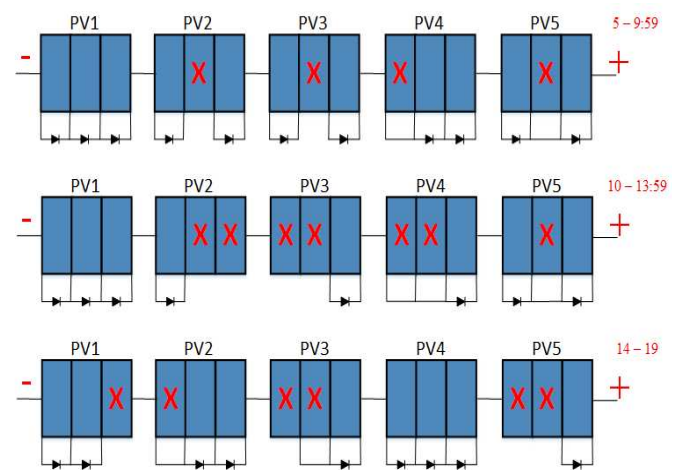 PV1 PV2 PV3 PV4 PV5 5 – 9:59
- X X X X +
PV1 PV2 PV3 PV4 PV5 10 – 13:59
- X X X X X X X +
PV1 PV2 PV3 PV4 PV5 14 – 19
- X X X X X X +